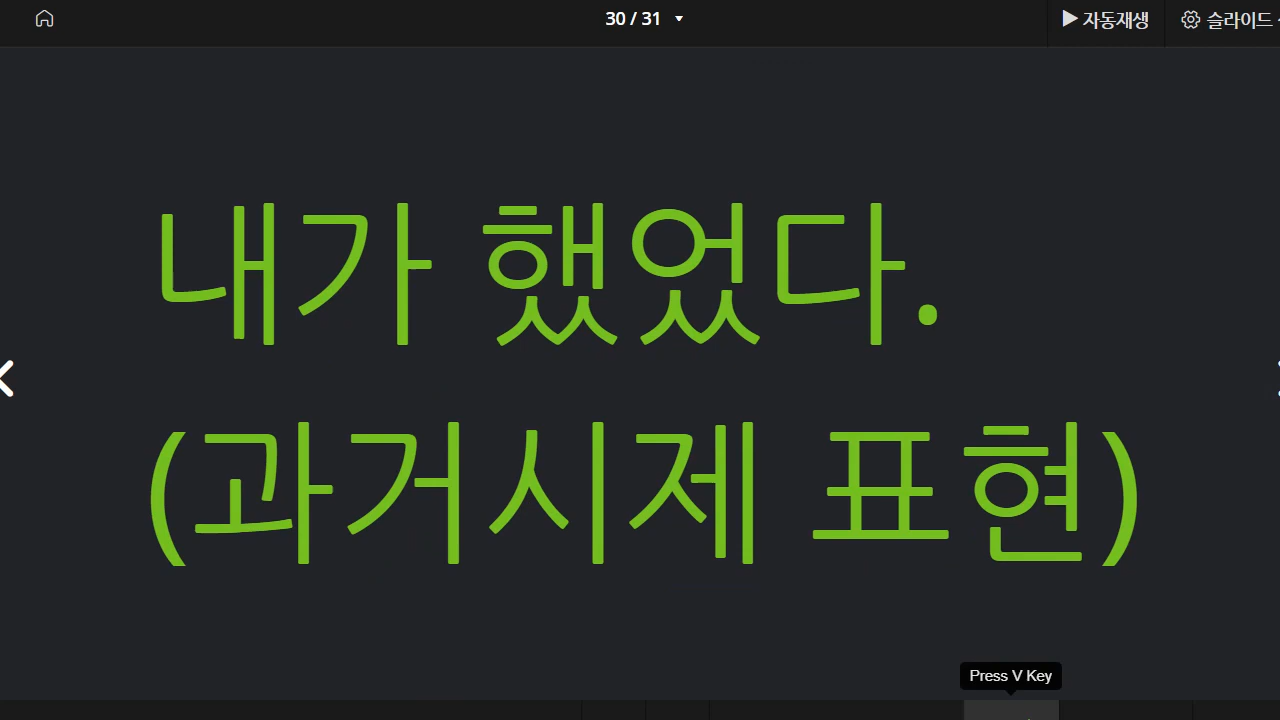 30 / 31
자동재생
슬라이드
내가 했었다.
(과거시제 표현)
Press V Key